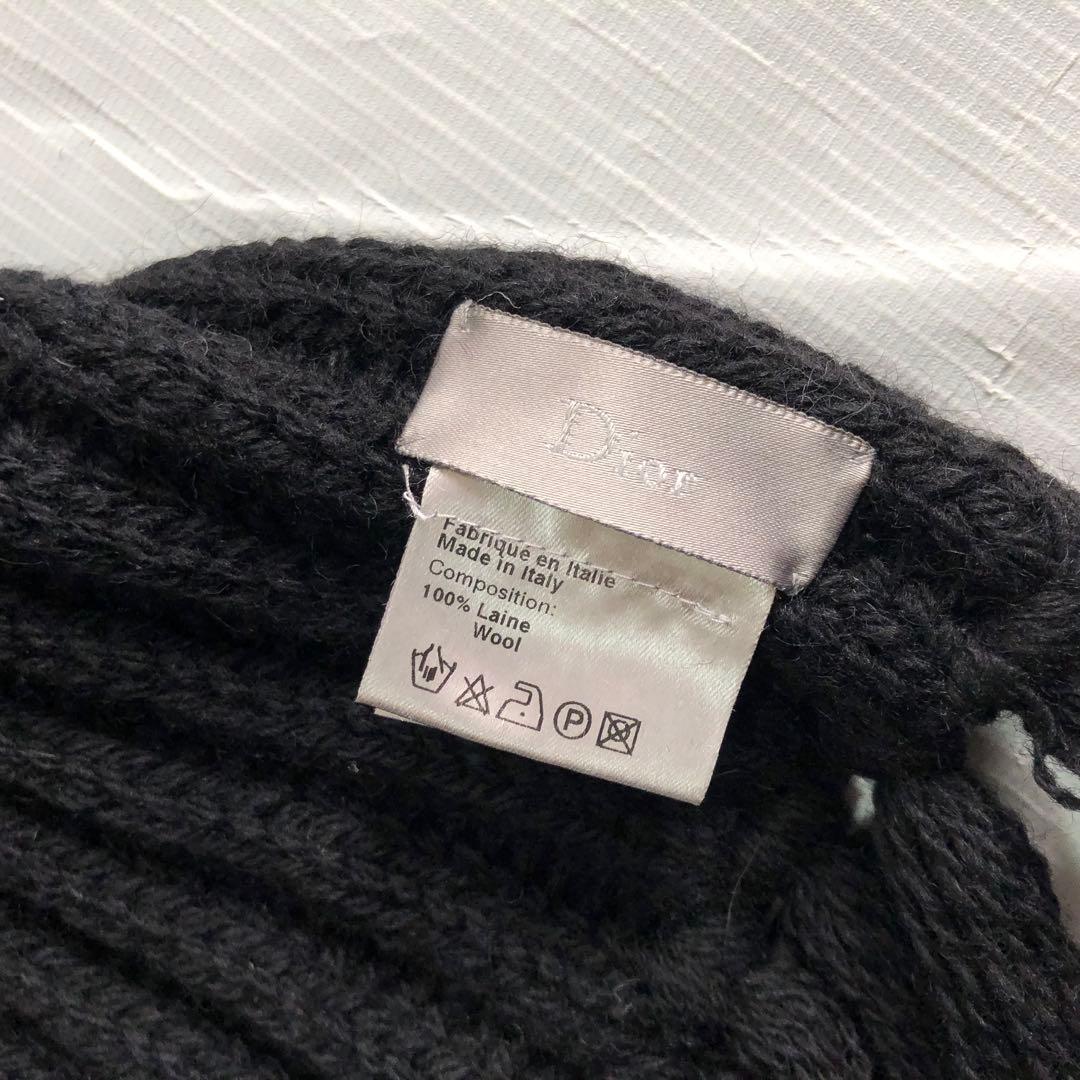 Dior
Fabriqué en Italie
Made in Italy
Composition:
100% Laine
Wool
P